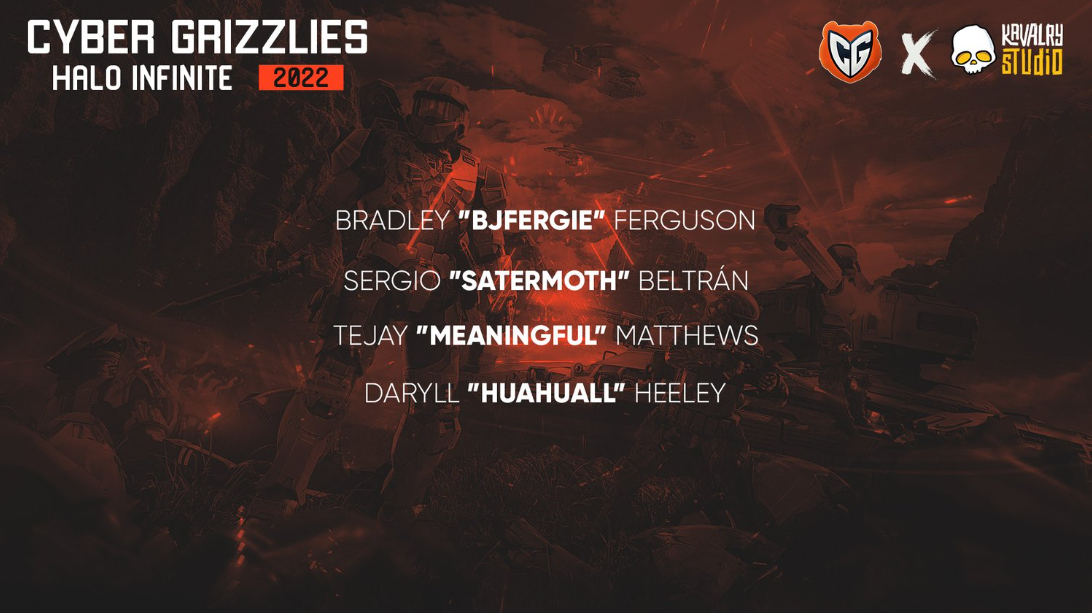 CYBER GRIZZLIES
HALO INFINITE 2022
CG X KAVALRY
STUDIO
BRADLEY "BJFERGIE" FERGUSON
SERGIO "SATERMOTH" BELTRÁN
TEJAY "MEANINGFUL" MATTHEWS
DARYLL "HUAHUALL" HEELEY